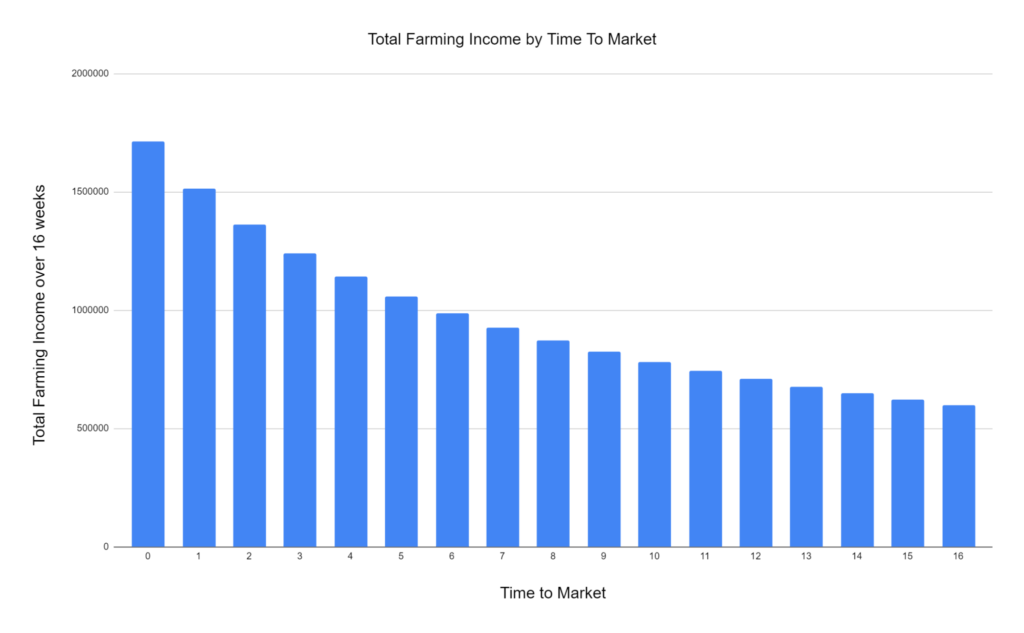 Total Farming Income by Time To Market
Total Farming Income over 16 weeks
2000000
1500000
1000000
500000
0
0 1 2 3 4 5 6 7 8 9 10 11 12 13 14 15 16
Time to Market